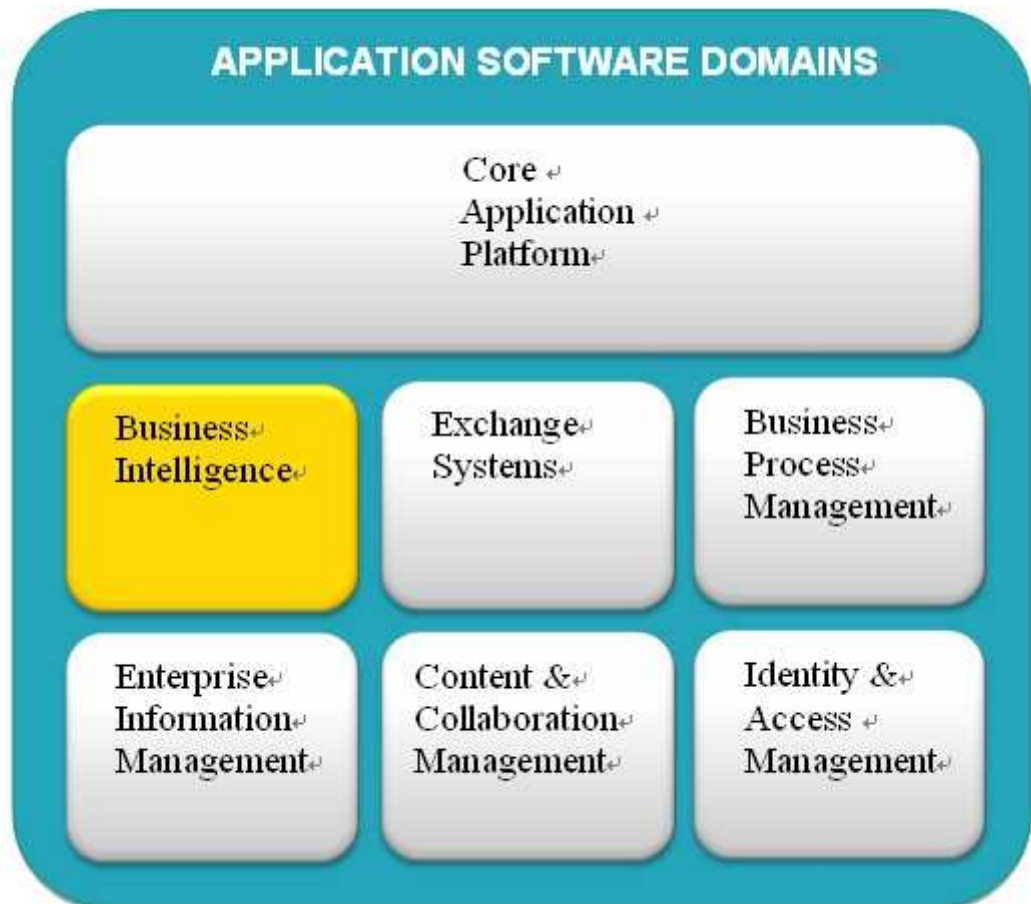 APPLICATION SOFTWARE DOMAINS
Core
Application
Platform
Business
Intelligence
Exchange
Systems
Business
Process
Management
Enterprise
Information
Management
Content &
Collaboration
Management
Identity &
Access
Management